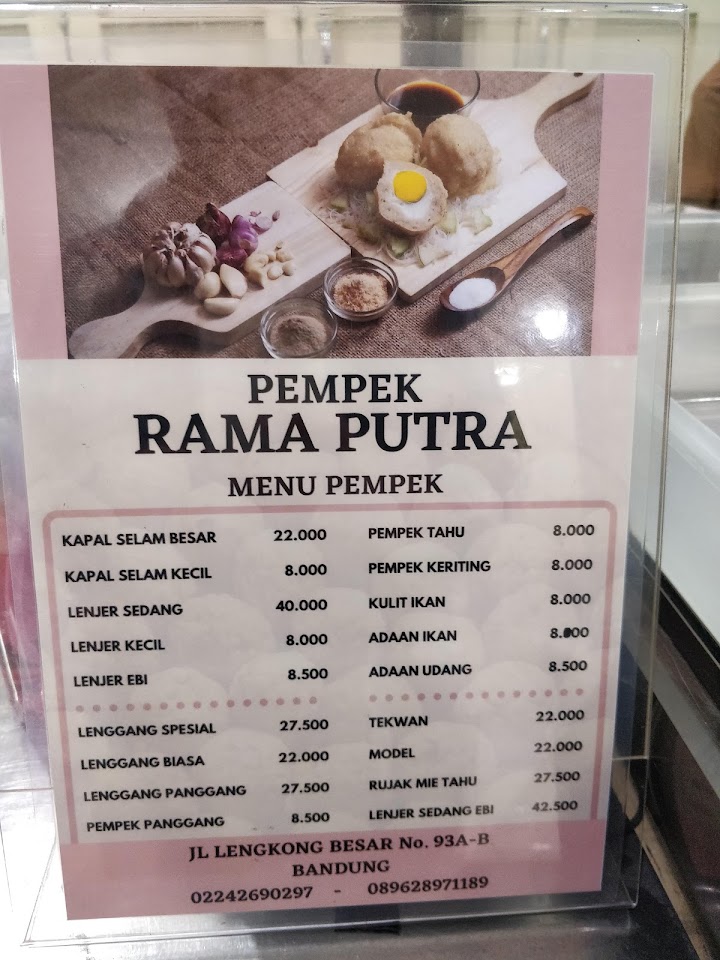 PEMPEK
RAMA PUTRA
MENU PEMPEK
KAPAL SELAM BESAR 22.000
KAPAL SELAM KECIL 8.000
LENJER SEDANG 40.000
LENJER KECIL 8.000
LENJER EBI 8.500
LENGGANG SPESIAL 27.500
LENGGANG BIASA 22.000
LENGGANG PANGGANG 27.500
PEMPEK PANGGANG 8.500
PEMPEK TAHU 8.000
PEMPEK KERITING 8.000
KULIT IKAN 8.000
ADAAN IKAN 8.000
ADAAN UDANG 8.500
TEKWAN 22.000
MODEL 22.000
RUJAK MIE TAHU 27.500
LENJER SEDANG EBI 42.500
JL LENGKONG BESAR No. 93A-B
BANDUNG
02242690297 - 089628971189